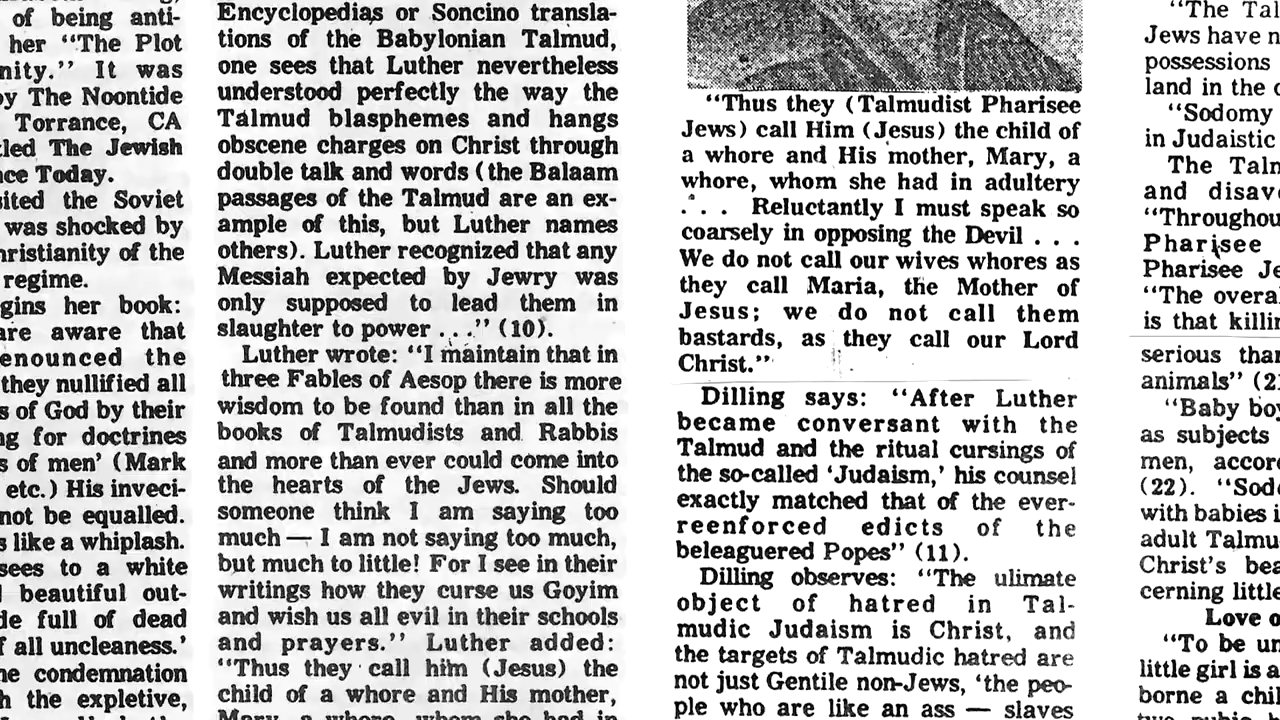 of being anti-
her "The Plot
nity." It was
by The Noontide
Torrance, CA
led The Jewish
nce Today.
sited the Soviet
was shocked by
hristianity of the
regime.
gins her book:
are aware that
enounced the
they nullified all
s of God by their
ng for doctrines
s of men' (Mark
etc.) His inveci-
not be equalled.
s like a whiplash.
sees to a white
beautiful out-
de full of dead
f all uncleaness.'
he condemnation
h the expletive,
Encyclopedias or Soncino transla-
tions of the Babylonian Talmud,
one sees that Luther nevertheless
understood perfectly the way the
Talmud blasphemes and hangs
obscene charges on Christ through
double talk and words (the Balaam
passages of the Talmud are an ex-
ample of this, but Luther names
others). Luther recognized that any
Messiah expected by Jewry was
only supposed to lead them in
slaughter to power . . ." (10).
Luther wrote: "I maintain that in
three Fables of Aesop there is more
wisdom to be found than in all the
books of Talmudists and Rabbis
and more than ever could come into
the hearts of the Jews. Should
someone think I am saying too
much — I am not saying too much,
but much to little! For I see in their
writings how they curse us Goyim
and wish us all evil in their schools
and prayers." Luther added:
"Thus they call him (Jesus) the
child of a whore and His mother,
Mary, a whore, whom she had in
"Thus they (Talmudist Pharisee
Jews) call Him (Jesus) the child of
a whore and His mother, Mary, a
whore, whom she had in adultery
. . . Reluctantly I must speak so
coarsely in opposing the Devil . . .
We do not call our wives whores as
they call Maria, the Mother of
Jesus; we do not call them
bastards, as they call our Lord
Christ."
Dilling says: "After Luther
became conversant with the
Talmud and the ritual cursings of
the so-called 'Judaism,' his counsel
exactly matched that of the ever-
reenforced edicts of the
beleaguered Popes" (11).
Dilling observes: "The ulimate
object of hatred in Tal-
mudic Judaism is Christ, and
the targets of Talmudic hatred are
not just Gentile non-Jews, 'the peo-
ple who are like an ass — slaves
"The Tal
Jews have n
possessions
land in the
"Sodomy
in Judaistic
The Taln
and disav
"Throughou
Pharisee
Pharisee Je
"The overal
is that killin
serious than
animals" (2
"Baby boy
as subjects
men, accord
(22). "Sod
with babies i
adult Talmu
Christ's bea
cerning little
Love o
"To be un
little girl is a
borne a chil
two pubic